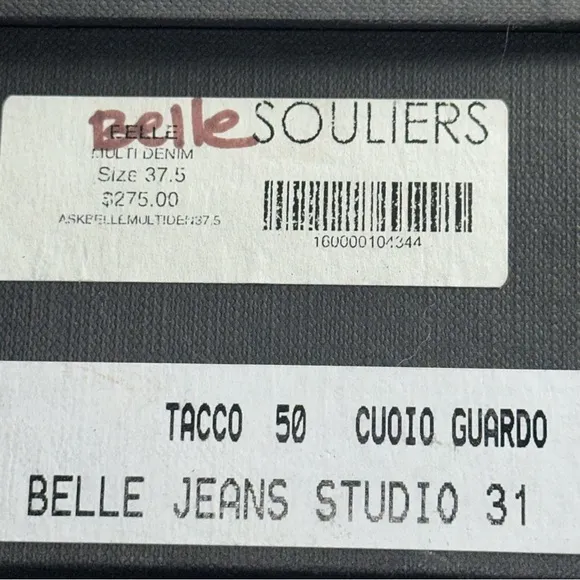 Belle SOULIERS
BELLE
MULTI DENIM
Size 37.5
$275.00
ASKBELLEMULTIDEN37.5
160000104344
TACCO 50 CUOIO GUARDO
BELLE JEANS STUDIO 31